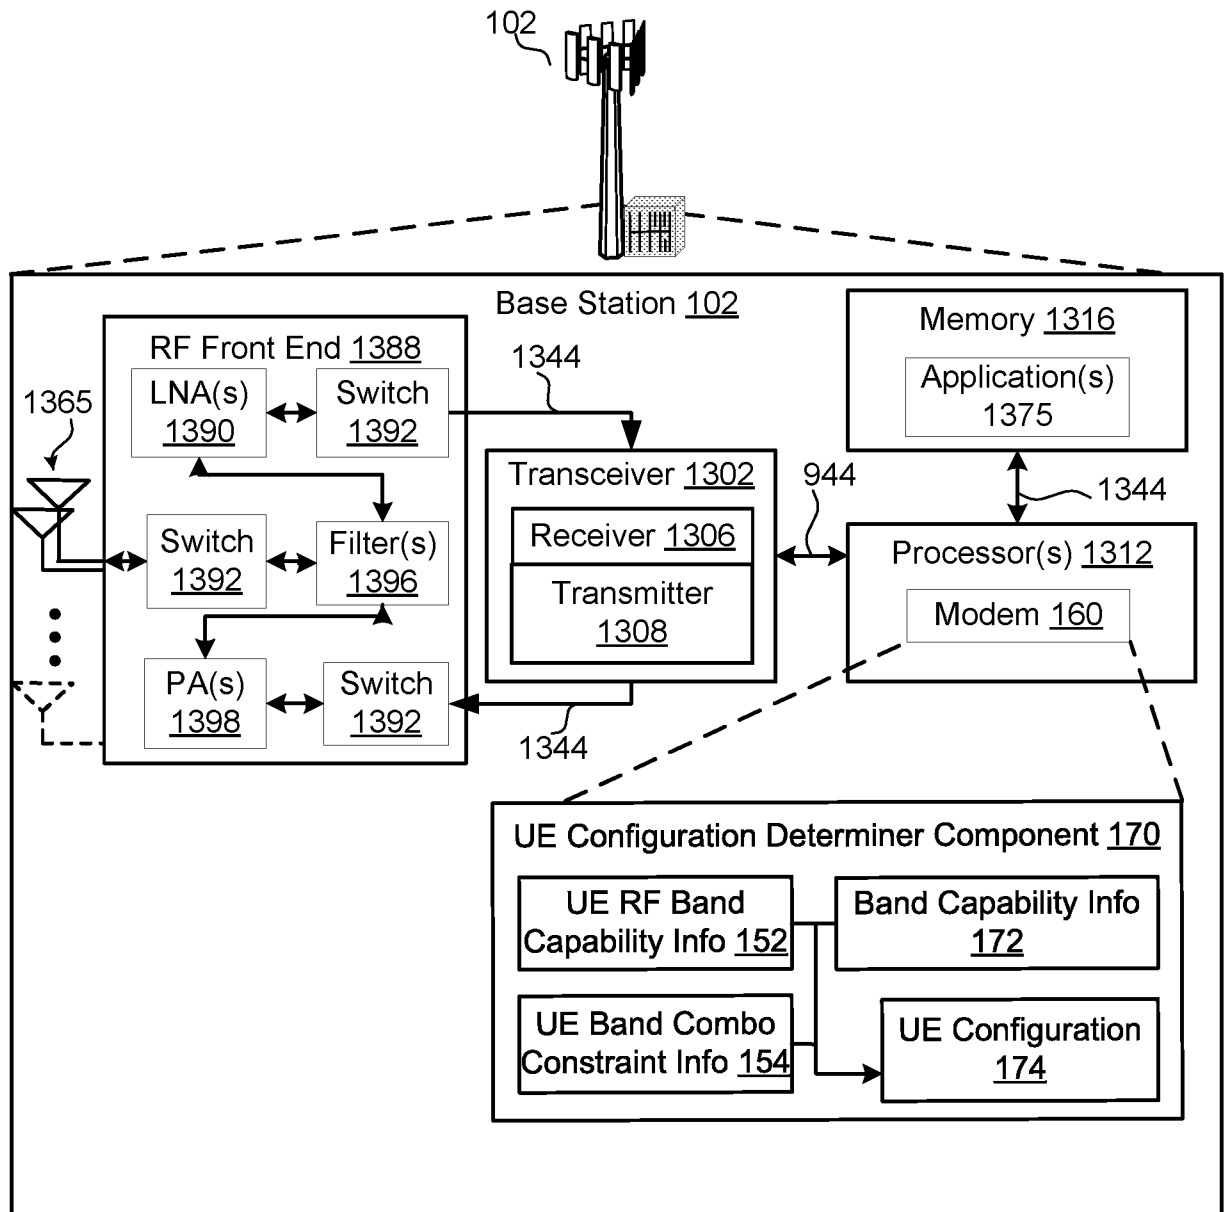 102
Base Station 102
RF Front End 1388
LNA(s)
1390
Switch
1392
1344
1365
Switch
1392
Filter(s)
1396
PA(s)
1398
Switch
1392
1344
Transceiver 1302
Receiver 1306
Transmitter
1308
944
Memory 1316
Application(s)
1375
1344
Processor(s) 1312
Modem 160
UE Configuration Determiner Component 170
UE RF Band
Capability Info 152
Band Capability Info
172
UE Band Combo
Constraint Info 154
UE Configuration
174